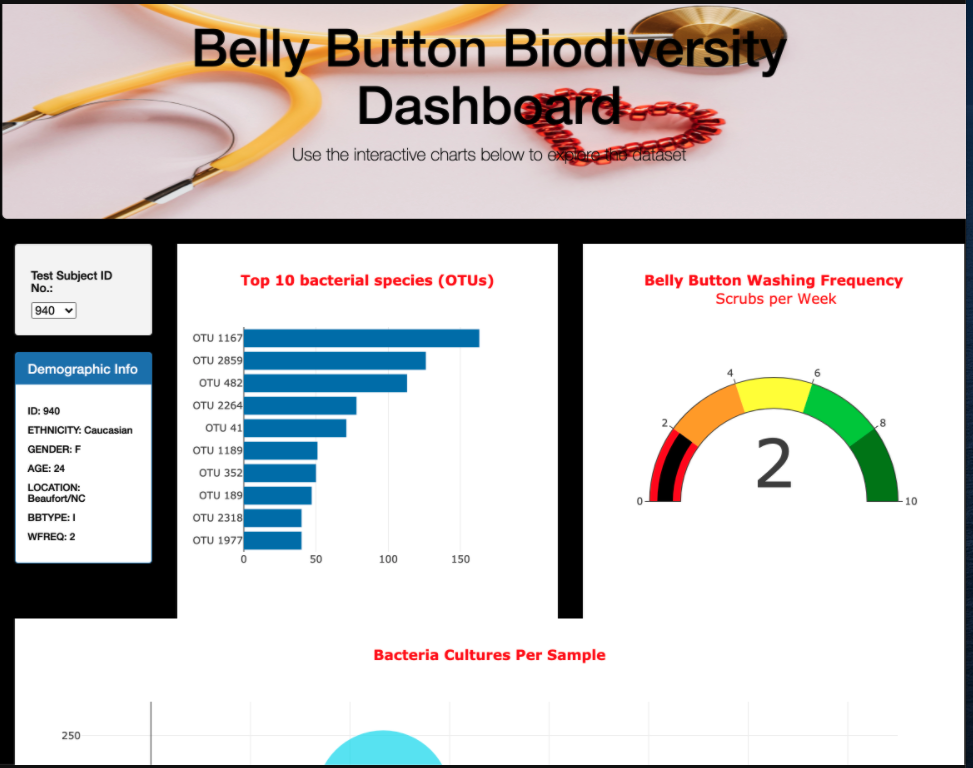 Belly Button Biodiversity
Dashboard
Use the interactive charts below to explore the dataset
Test Subject ID
No.:
940
Demographic Info
ID: 940
ETHNICITY: Caucasian
GENDER: F
AGE: 24
LOCATION:
Beaufort/NC
BBTYPE: I
WFREQ: 2
Top 10 bacterial species (OTUs)
OTU 1167
OTU 2859
OTU 482
OTU 2264
OTU 41
OTU 1189
OTU 352
OTU 189
OTU 2318
OTU 1977
0 50 100 150
Belly Button Washing Frequency
Scrubs per Week
0
2
4
6
8
10
2
Bacteria Cultures Per Sample
250